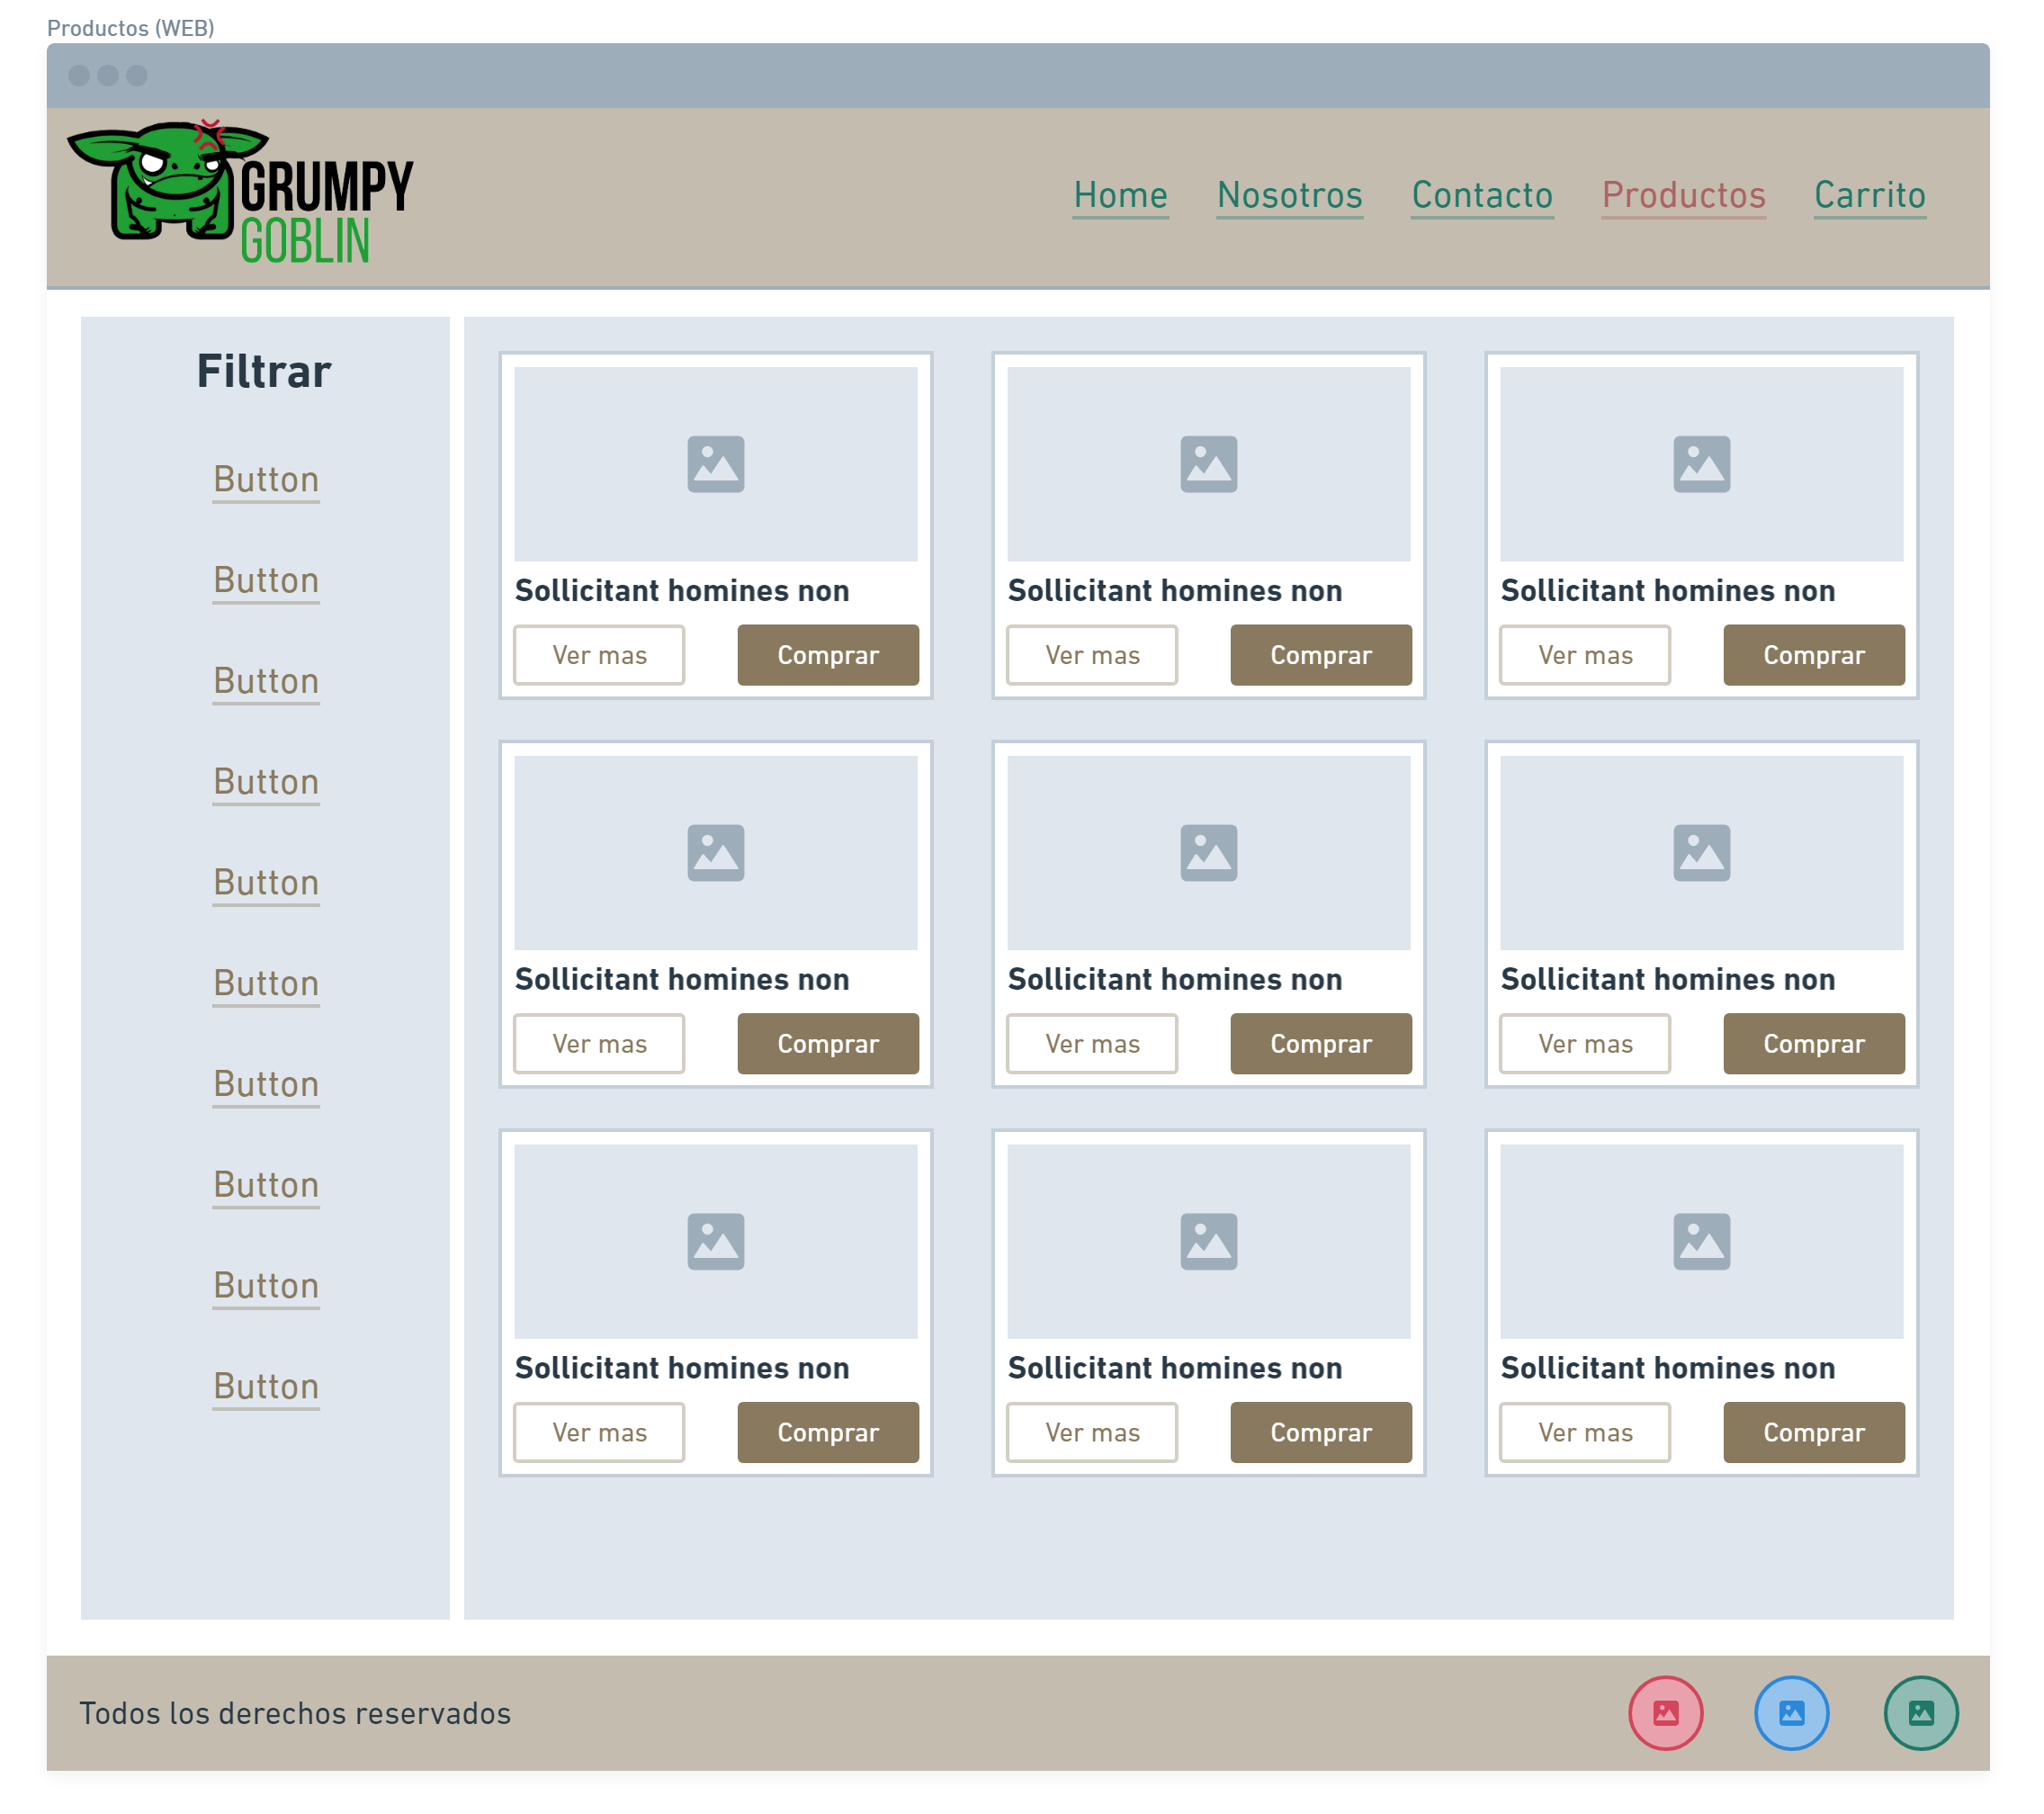 Productos (WEB)
GRUMPY
GOBLIN
Home Nosotros Contacto Productos Carrito
Filtrar
Button
Button
Button
Button
Button
Button
Button
Button
Button
Button
Sollicitant homines non
Ver mas Comprar
Sollicitant homines non
Ver mas Comprar
Sollicitant homines non
Ver mas Comprar
Sollicitant homines non
Ver mas Comprar
Sollicitant homines non
Ver mas Comprar
Sollicitant homines non
Ver mas Comprar
Sollicitant homines non
Ver mas Comprar
Sollicitant homines non
Ver mas Comprar
Sollicitant homines non
Ver mas Comprar
Todos los derechos reservados